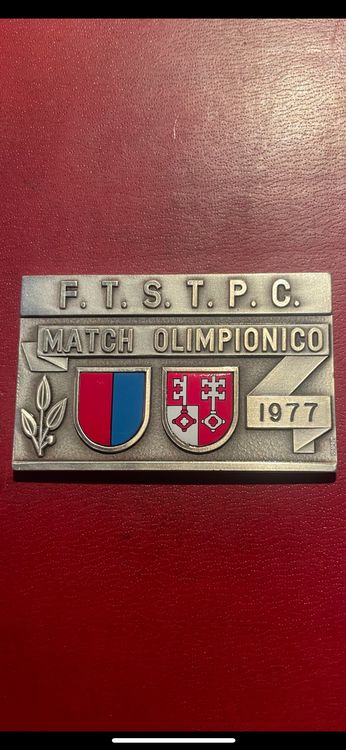 F. T. S. T. P. C.
MATCH OLIMPIONICO
1977